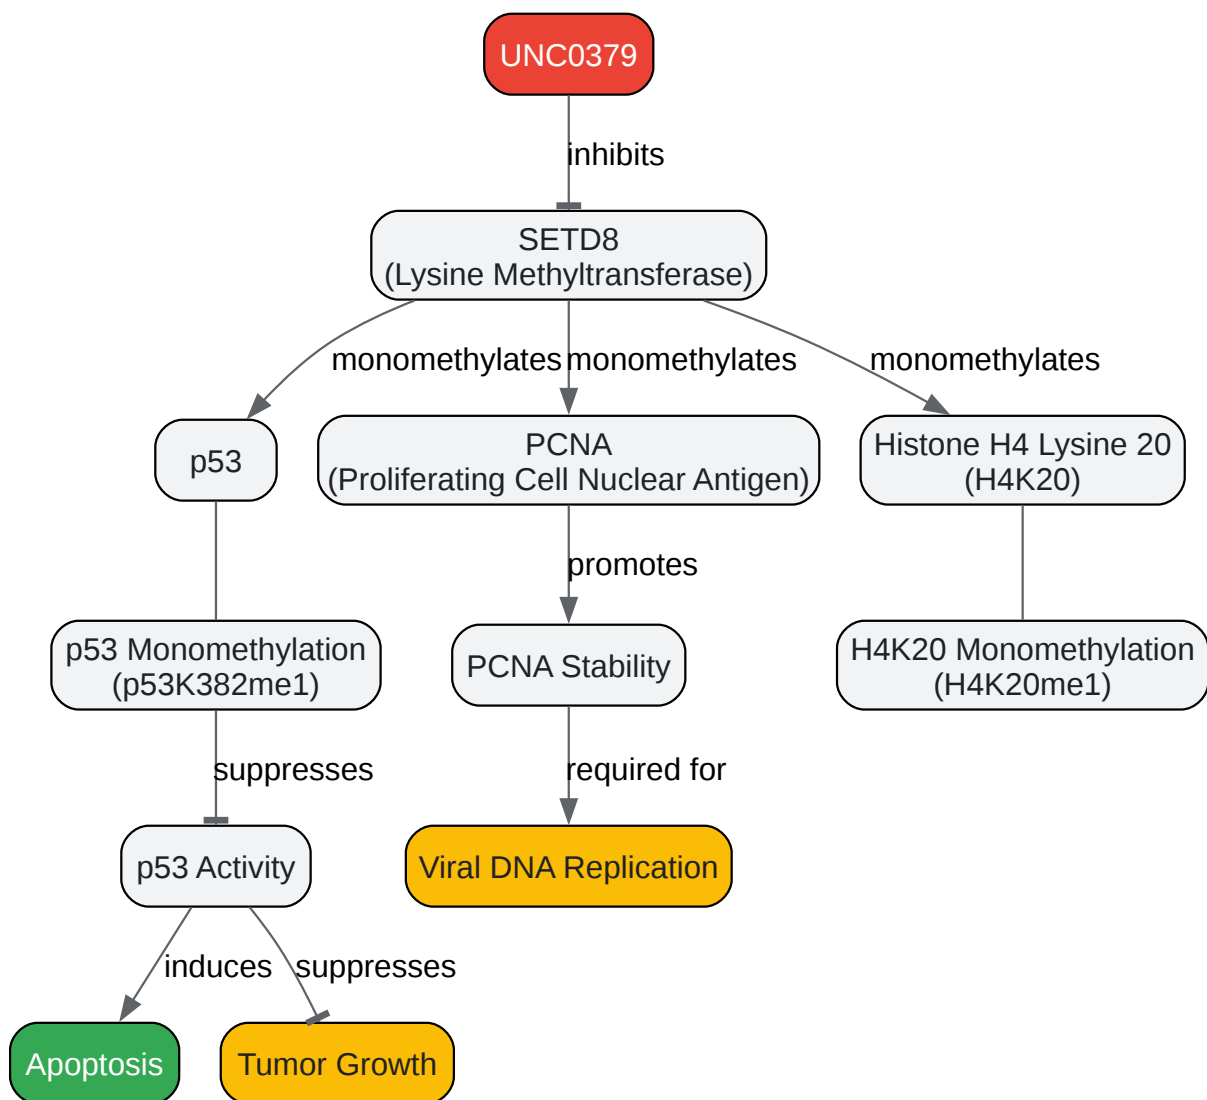 UNC0379
inhibits
SETD8
(Lysine Methyltransferase)
monomethylates
monomethylates
monomethylates
p53
PCNA
(Proliferating Cell Nuclear Antigen)
Histone H4 Lysine 20
(H4K20)
promotes
p53 Monomethylation
(p53K382me1)
PCNA Stability
H4K20 Monomethylation
(H4K20me1)
suppresses
required for
p53 Activity
Viral DNA Replication
induces
suppresses
Apoptosis
Tumor Growth